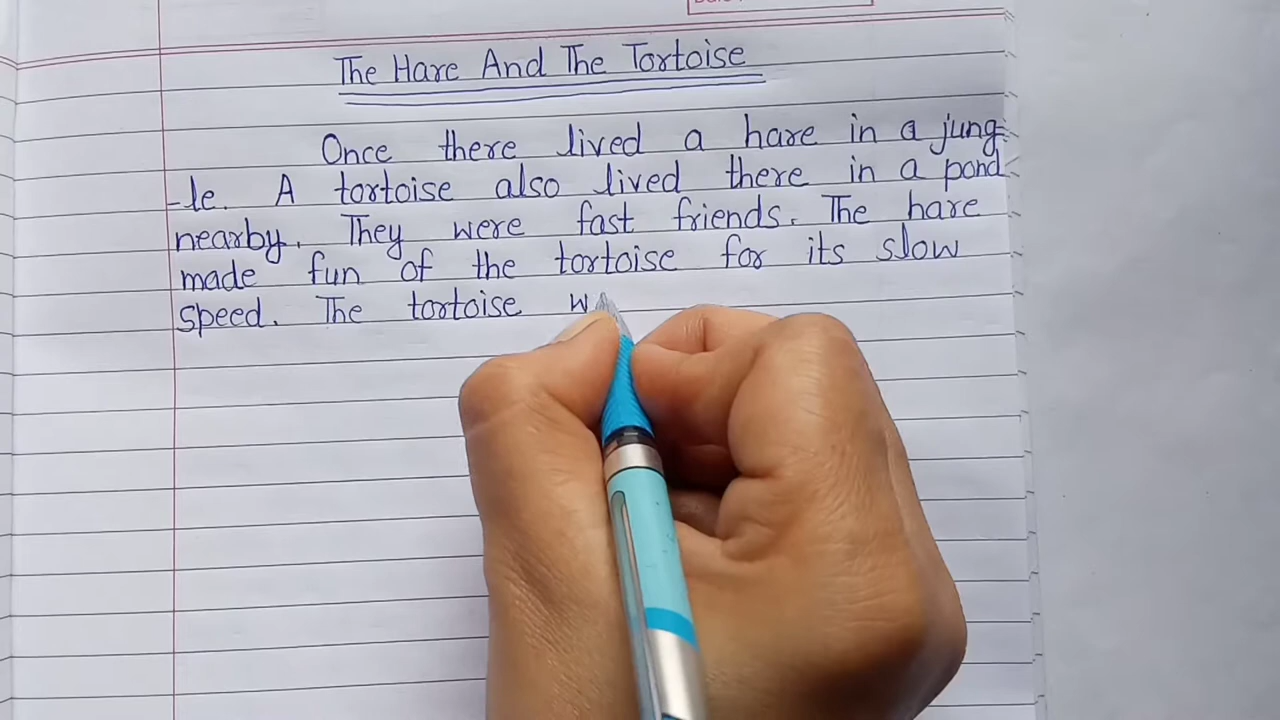 The Hare And The Tortoise
Once there lived a hare in a jung-
-le. A tortoise also lived there in a pond
nearby. They were fast friends. The hare
made fun of the tortoise for its slow
speed. The tortoise